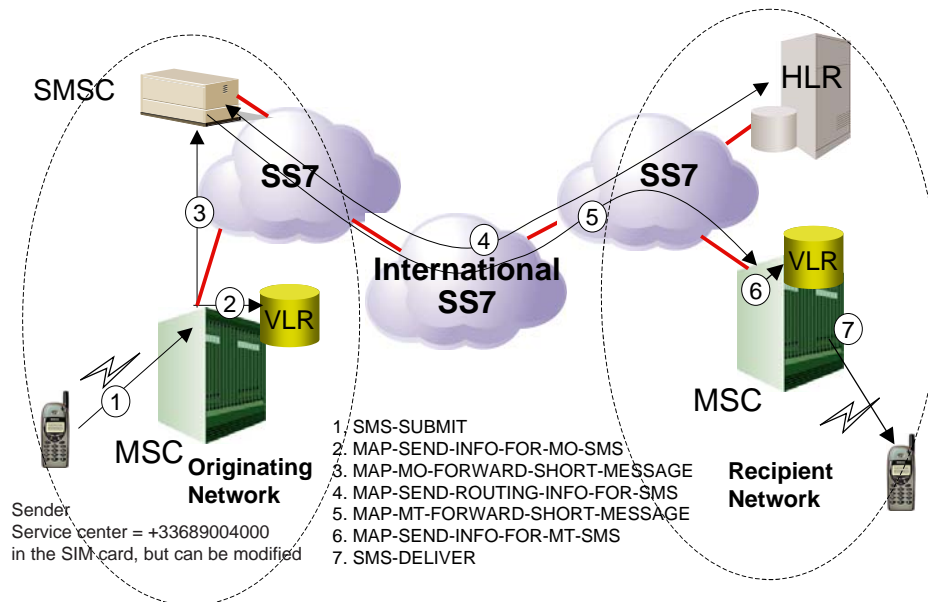 SMSC
HLR
SS7
SS7
3
4
5
International
SS7
VLR
6
2
VLR
7
1
MSC
MSC
Originating
Network
1. SMS-SUBMIT
2. MAP-SEND-INFO-FOR-MO-SMS
3. MAP-MO-FORWARD-SHORT-MESSAGE
4. MAP-SEND-ROUTING-INFO-FOR-SMS
5. MAP-MT-FORWARD-SHORT-MESSAGE
6. MAP-SEND-INFO-FOR-MT-SMS
7. SMS-DELIVER
Recipient
Network
Sender
Service center = +33689004000
in the SIM card, but can be modified